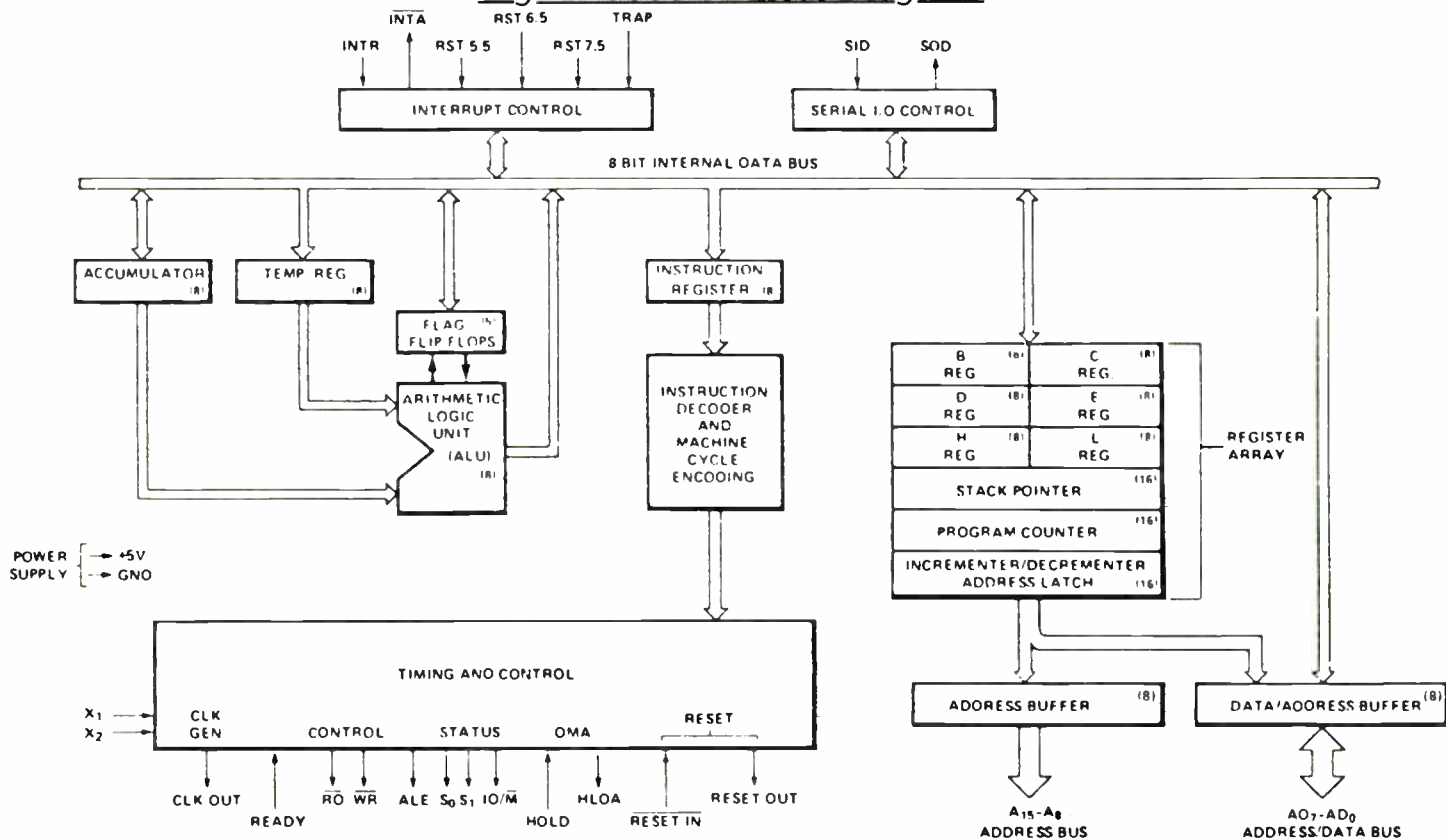 INTA
RST 6.5
TRAP
INTR
RST 5.5
RST 7.5
SID
SOD
INTERRUPT CONTROL
SERIAL I.O CONTROL
8 BIT INTERNAL DATA BUS
ACCUMULATOR
(8)
TEMP REG
(8)
INSTRUCTION
REGISTER (8
FLAG (5)
FLIP FLOPS
ARITHMETIC
LOGIC
UNIT
(ALU)
(8)
INSTRUCTION
DECODER
AND
MACHINE
CYCLE
ENCODING
B (8)
REG
C (8)
REG.
D (8)
REG
E (8)
REG
H (8)
REG
L (8)
REG
STACK POINTER (16)
PROGRAM COUNTER (16)
INCREMENTER/DECREMENTER
ADDRESS LATCH (16)
REGISTER
ARRAY
POWER
SUPPLY
+5V
GND
TIMING AND CONTROL
X1
X2
CLK
GEN
CONTROL
STATUS
DMA
RESET
CLK OUT
READY
RD
WR
ALE
S0
S1
IO/M
HOLD
HLDA
RESET IN
RESET OUT
ADDRESS BUFFER (8)
DATA/ADDRESS BUFFER (8)
A15-A8
ADDRESS BUS
AD7-AD0
ADDRESS/DATA BUS